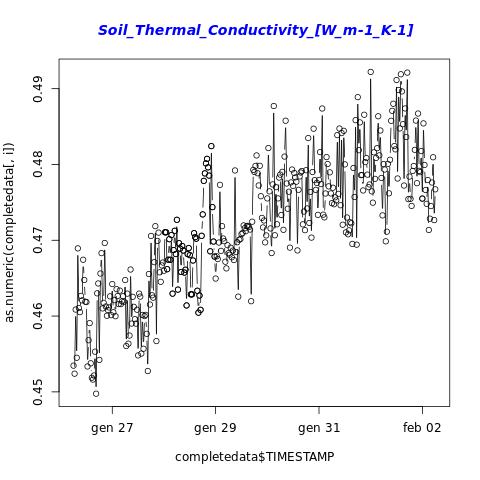 Soil_Thermal_Conductivity_[W_m-1_K-1]
as.numeric(completedata[, i])
0.49
0.48
0.47
0.46
0.45
gen 27
gen 29
gen 31
feb 02
completedata$TIMESTAMP